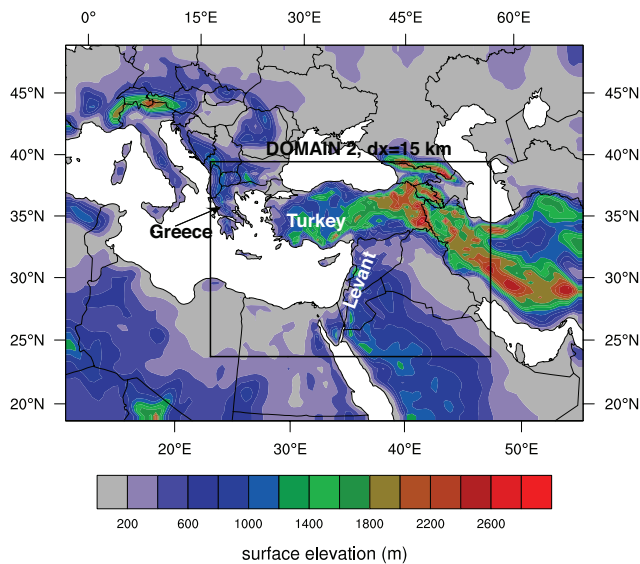 0° 15°E 30°E 45°E 60°E
45°N 45°N
DOMAIN 2, dx=15 km
40°N 40°N
35°N Turkey 35°N
Greece
30°N Levant 30°N
25°N 25°N
20°N 20°N
20°E 30°E 40°E 50°E
200 600 1000 1400 1800 2200 2600
surface elevation (m)